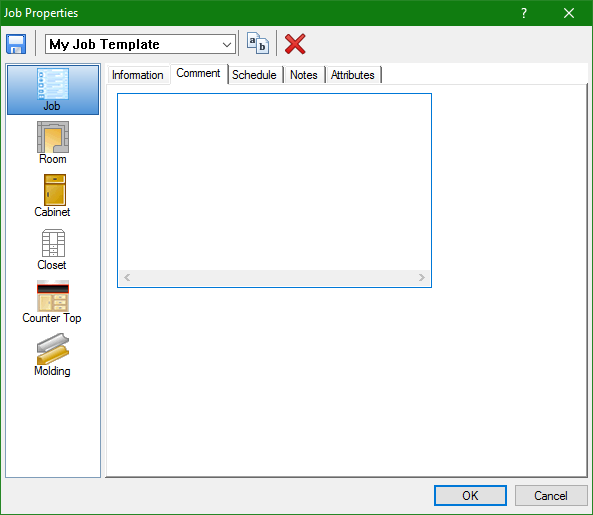 Job Properties ?
My Job Template a b
Information Comment Schedule Notes Attributes
Job
Room
Cabinet
Closet
Counter Top
Molding
OK Cancel